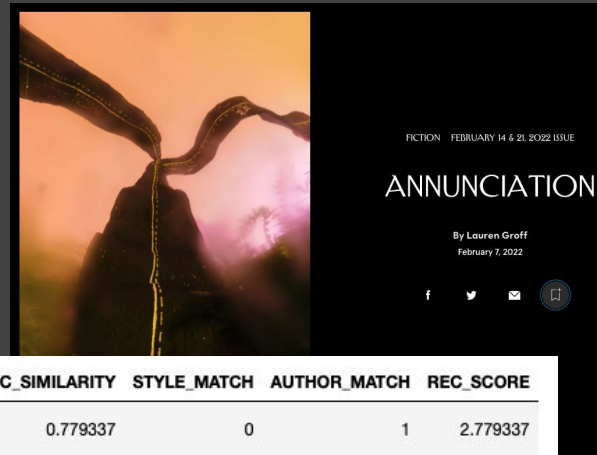 FICTION FEBRUARY 14 & 21, 2022 ISSUE
ANNUNCIATION
By Lauren Groff
February 7, 2022
C_SIMILARITY STYLE_MATCH AUTHOR_MATCH REC_SCORE
0.779337 0 1 2.779337